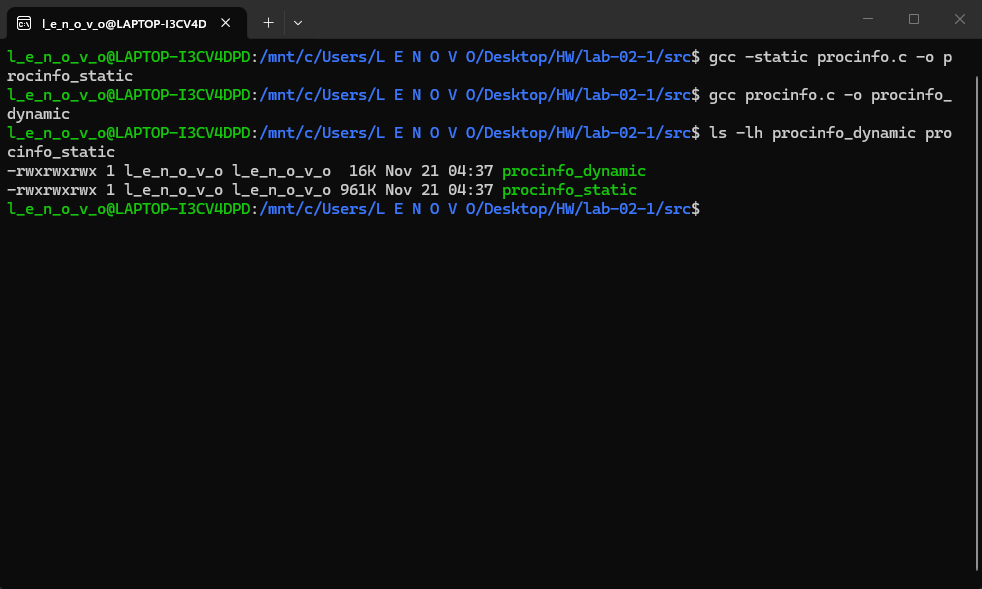 l_e_n_o_v_o@LAPTOP-I3CV4D
l_e_n_o_v_o@LAPTOP-I3CV4DPD:/mnt/c/Users/L E N O V O/Desktop/HW/lab-02-1/src$ gcc -static procinfo.c -o p
rocinfo_static
l_e_n_o_v_o@LAPTOP-I3CV4DPD:/mnt/c/Users/L E N O V O/Desktop/HW/lab-02-1/src$ gcc procinfo.c -o procinfo_
dynamic
l_e_n_o_v_o@LAPTOP-I3CV4DPD:/mnt/c/Users/L E N O V O/Desktop/HW/lab-02-1/src$ ls -lh procinfo_dynamic pro
cinfo_static
-rwxrwxrwx 1 l_e_n_o_v_o l_e_n_o_v_o  16K Nov 21 04:37 procinfo_dynamic
-rwxrwxrwx 1 l_e_n_o_v_o l_e_n_o_v_o 961K Nov 21 04:37 procinfo_static
l_e_n_o_v_o@LAPTOP-I3CV4DPD:/mnt/c/Users/L E N O V O/Desktop/HW/lab-02-1/src$